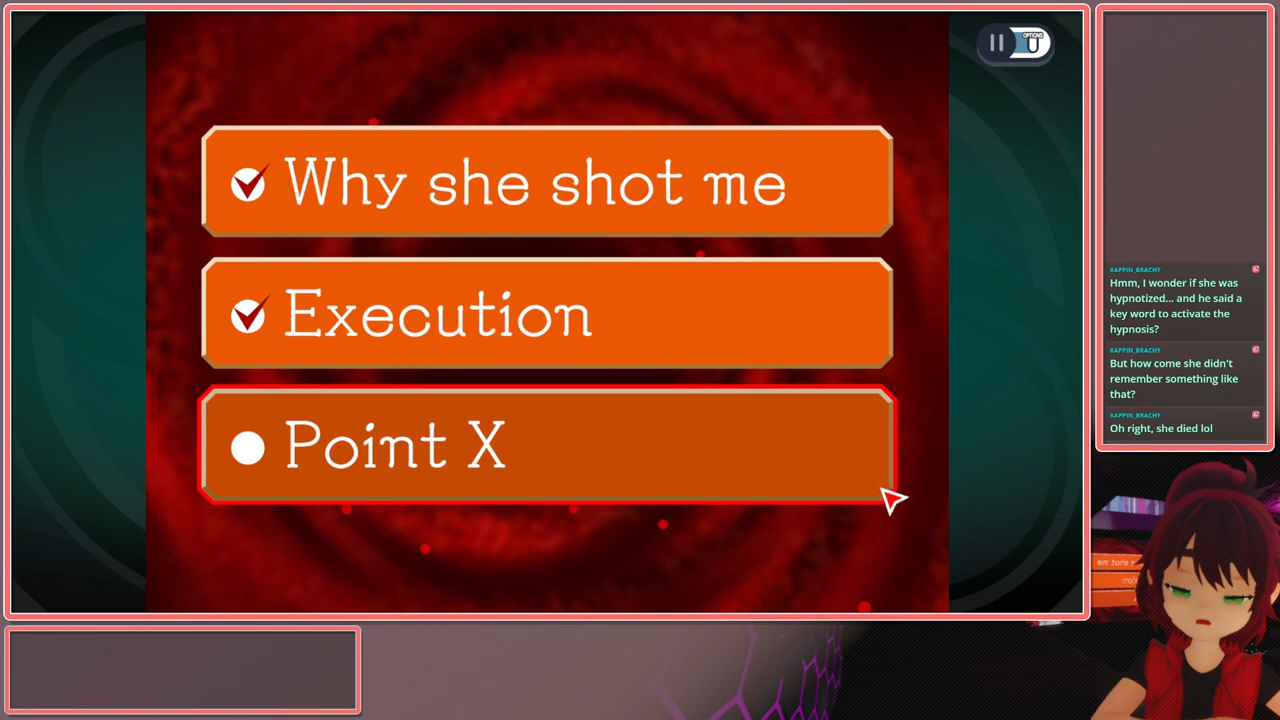 OPTIONS
Why she shot me
Execution
Point X
KAPPIN_BRACHY
Hmm, I wonder if she was
hypnotized... and he said a
key word to activate the
hypnosis?
KAPPIN_BRACHY
But how come she didn't
remember something like
that?
KAPPIN_BRACHY
Oh right, she died lol